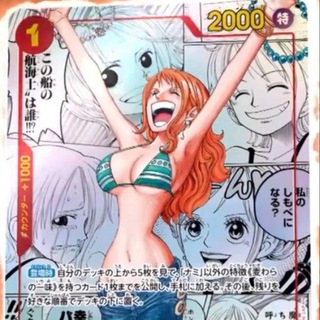 1
2000
特
この船の
"航海士"は誰!!?
カウンター +1000
私の
しもべに
なる?
登場時 自分のデッキの上から5枚を見て、「ナミ」以外の特徴《麦わら
の一味》を持つカード1枚までを公開し、手札に加える。その後、残りを
好きな順番でデッキの下に置く。